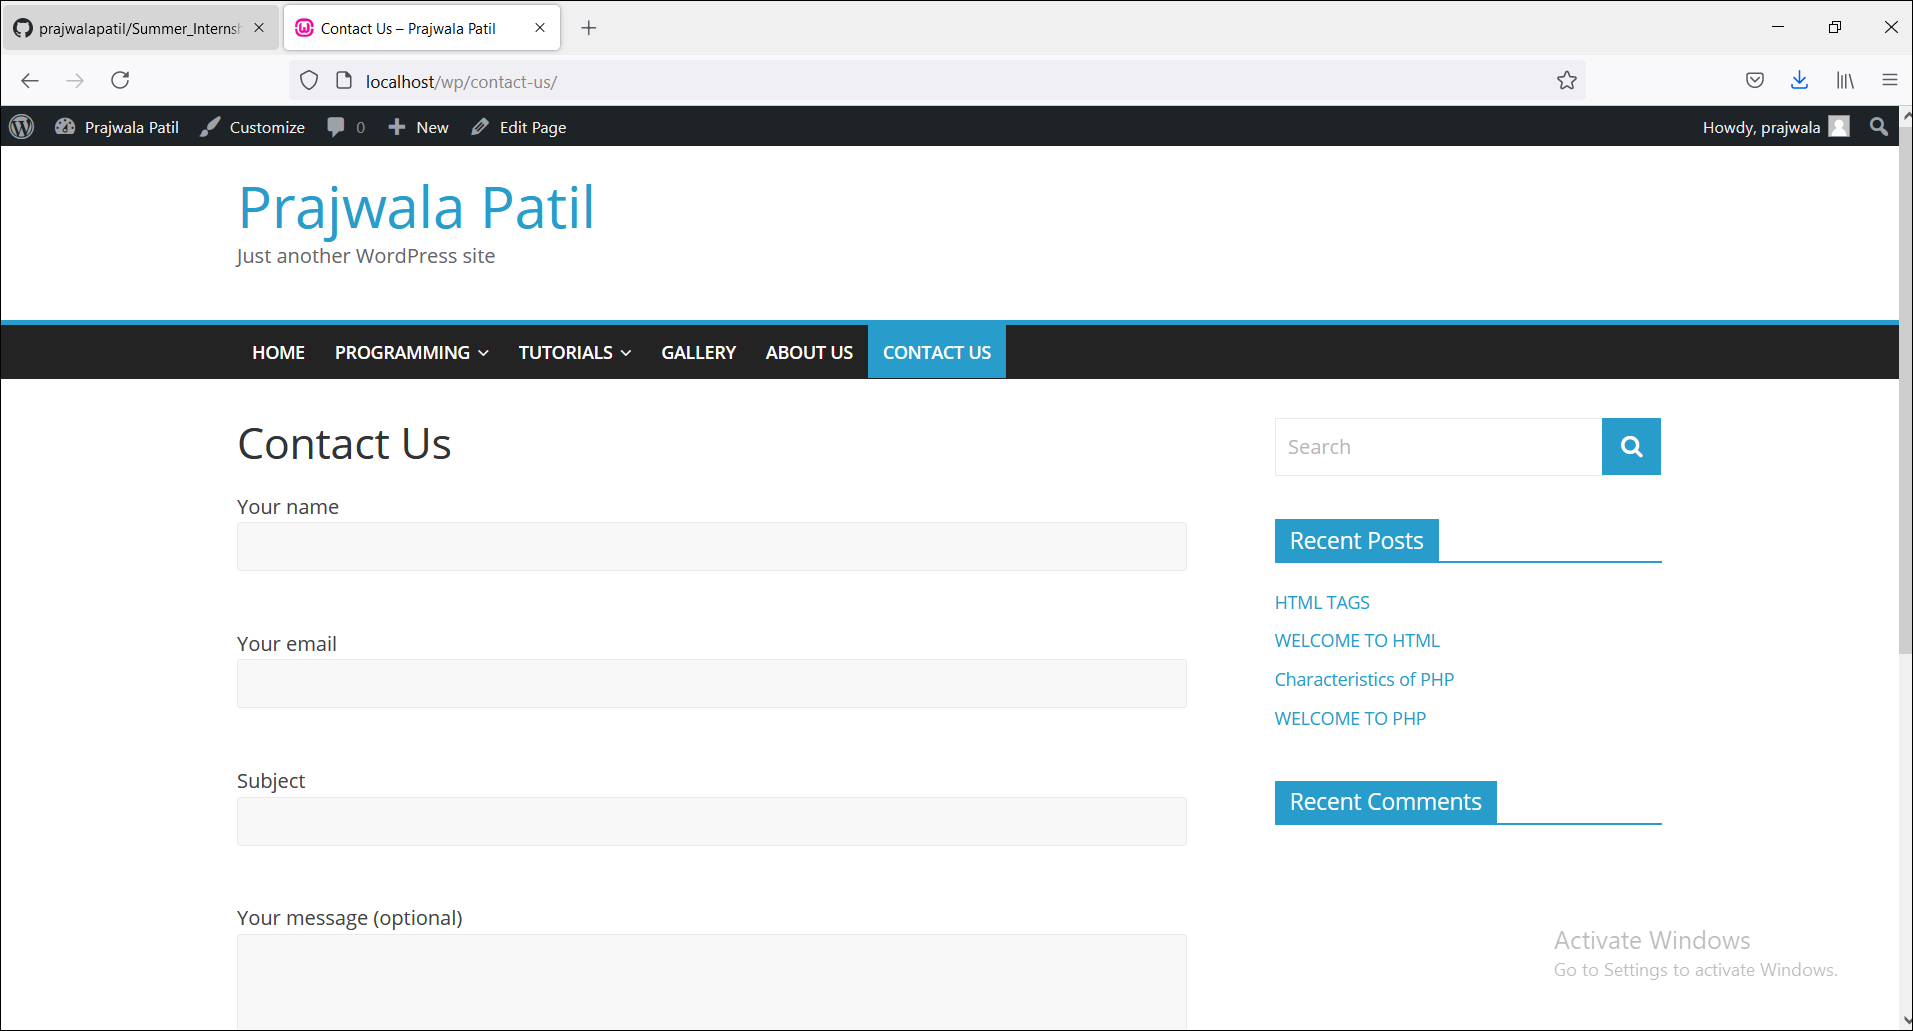 prajwalapatil/Summer_Internsh
Contact Us – Prajwala Patil
localhost/wp/contact-us/
Prajwala Patil Customize 0 New Edit Page Howdy, prajwala
Prajwala Patil
Just another WordPress site
HOME PROGRAMMING TUTORIALS GALLERY ABOUT US CONTACT US
Contact Us
Your name
Your email
Subject
Your message (optional)
Search
Recent Posts
HTML TAGS
WELCOME TO HTML
Characteristics of PHP
WELCOME TO PHP
Recent Comments
Activate Windows
Go to Settings to activate Windows.